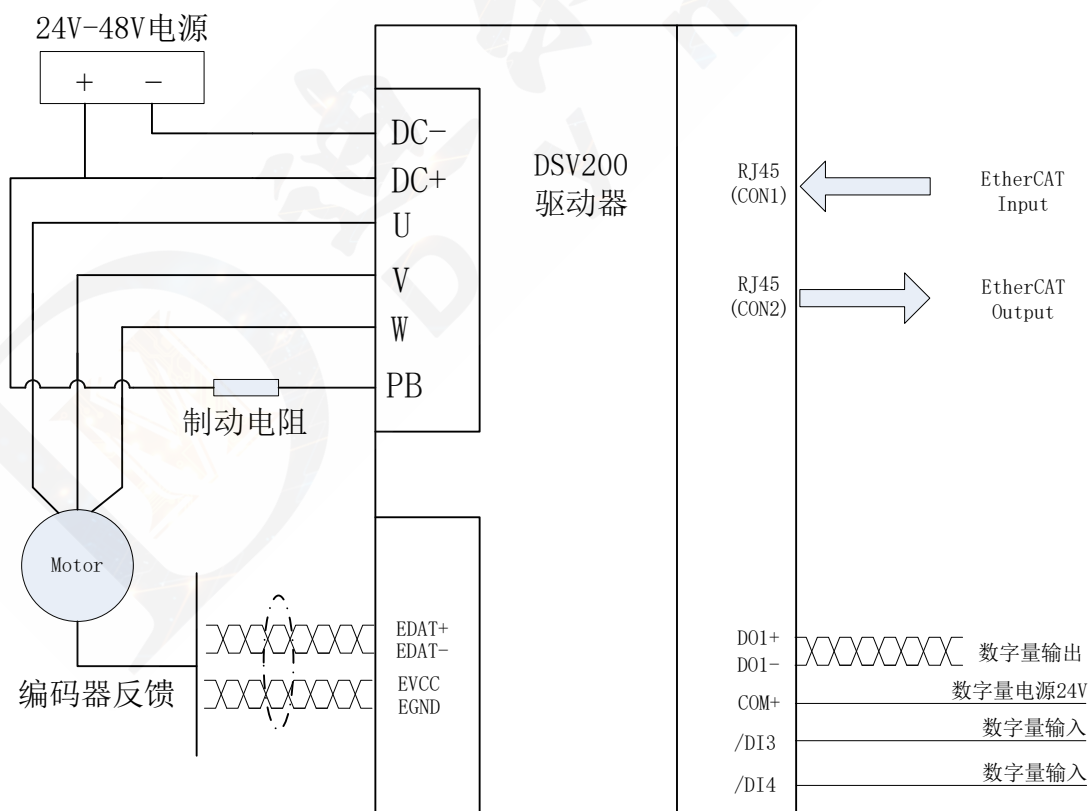 24V-48V电源
+ -
DC-
DC+
U
V
W
PB
制动电阻
Motor
编码器反馈
EDAT+
EDAT-
EVCC
EGND
DSV200
驱动器
RJ45
(CON1)
EtherCAT
Input
RJ45
(CON2)
EtherCAT
Output
DO1+
DO1-
数字量输出
COM+
数字量电源24V
/DI3
数字量输入
/DI4
数字量输入